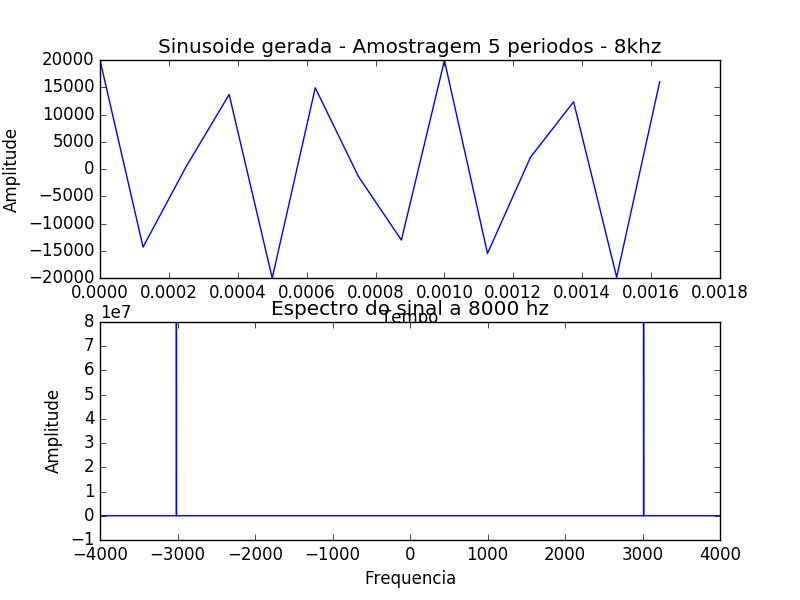 Sinusoide gerada - Amostragem 5 periodos - 8khz
20000
15000
10000
5000
0
−5000
−10000
−15000
−20000
Amplitude
0.0000 0.0002 0.0004 0.0006 0.0008 0.0010 0.0012 0.0014 0.0016 0.0018
Tempo
1e7
Espectro do sinal a 8000 hz
8
7
6
5
4
3
2
1
0
−1
Amplitude
−4000 −3000 −2000 −1000 0 1000 2000 3000 4000
Frequencia